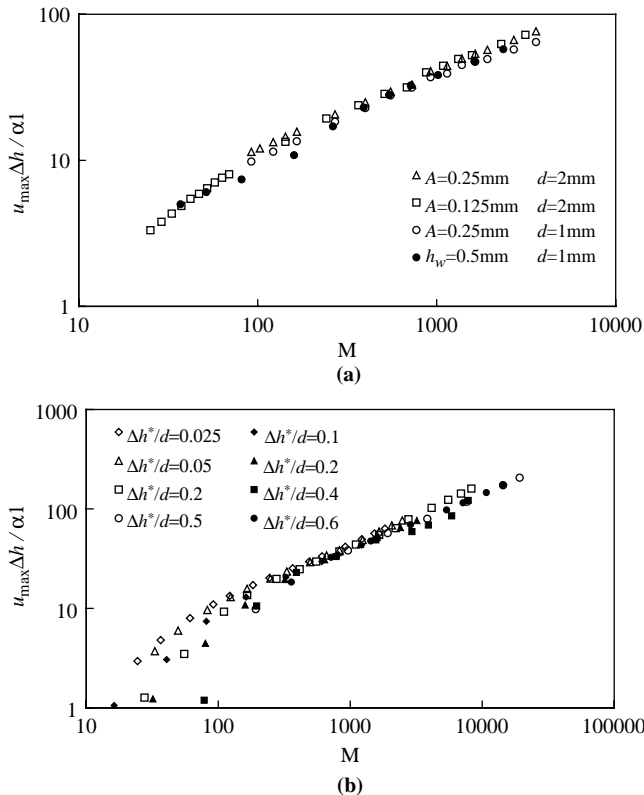 100
10
1
10
100
1000
10000
u_max Δh / α1
M
△ A=0.25mm d=2mm
□ A=0.125mm d=2mm
○ A=0.25mm d=1mm
● h_w=0.5mm d=1mm
(a)
1000
100
10
1
10
100
1000
10000
100000
u_max Δh / α1
M
◇ Δh*/d=0.025 ◆ Δh*/d=0.1
△ Δh*/d=0.05 ▲ Δh*/d=0.2
□ Δh*/d=0.2 ■ Δh*/d=0.4
○ Δh*/d=0.5 ● Δh*/d=0.6
(b)